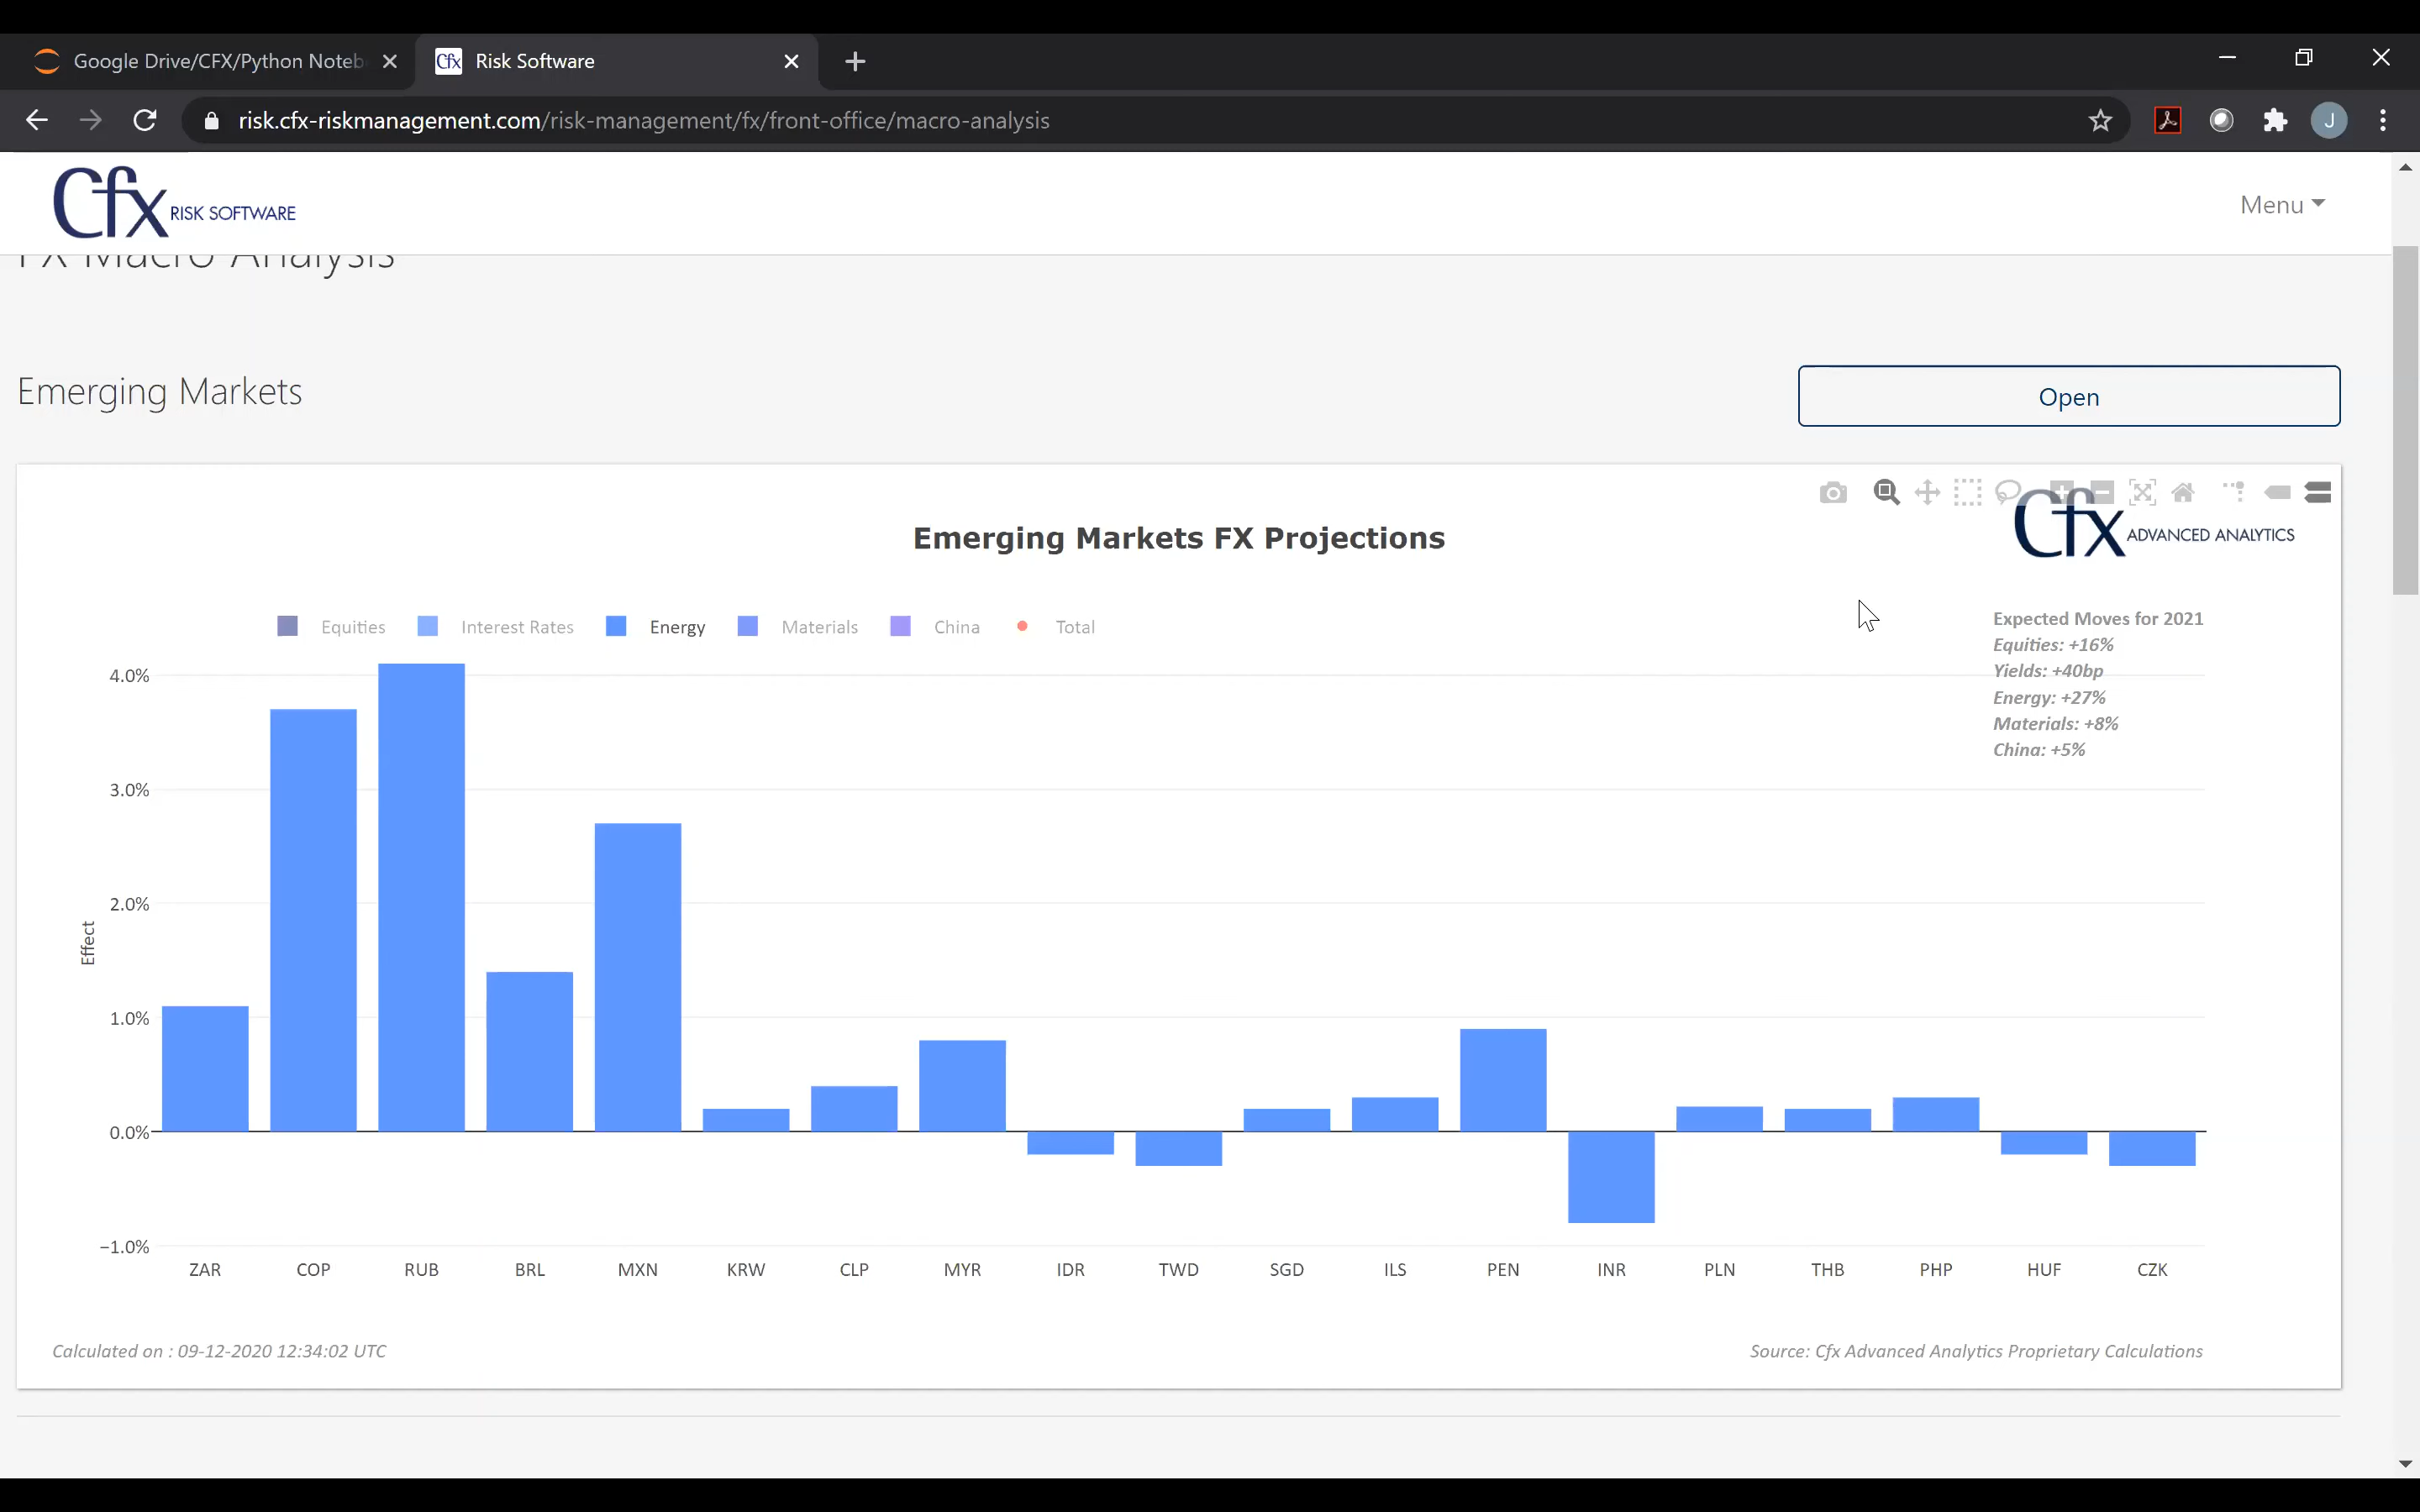 Google Drive/CFX/Python Noteb
Cfx Risk Software
risk.cfx-riskmanagement.com/risk-management/fx/front-office/macro-analysis
J
Cfx RISK SOFTWARE
Menu
FX Macro Analysis
Emerging Markets
Open
Emerging Markets FX Projections
Cfx ADVANCED ANALYTICS
Equities Interest Rates Energy Materials China Total
Expected Moves for 2021
Equities: +16%
Yields: +40bp
Energy: +27%
Materials: +8%
China: +5%
4.0%
3.0%
2.0%
1.0%
0.0%
−1.0%
Effect
ZAR COP RUB BRL MXN KRW CLP MYR IDR TWD SGD ILS PEN INR PLN THB PHP HUF CZK
Calculated on : 09-12-2020 12:34:02 UTC
Source: Cfx Advanced Analytics Proprietary Calculations